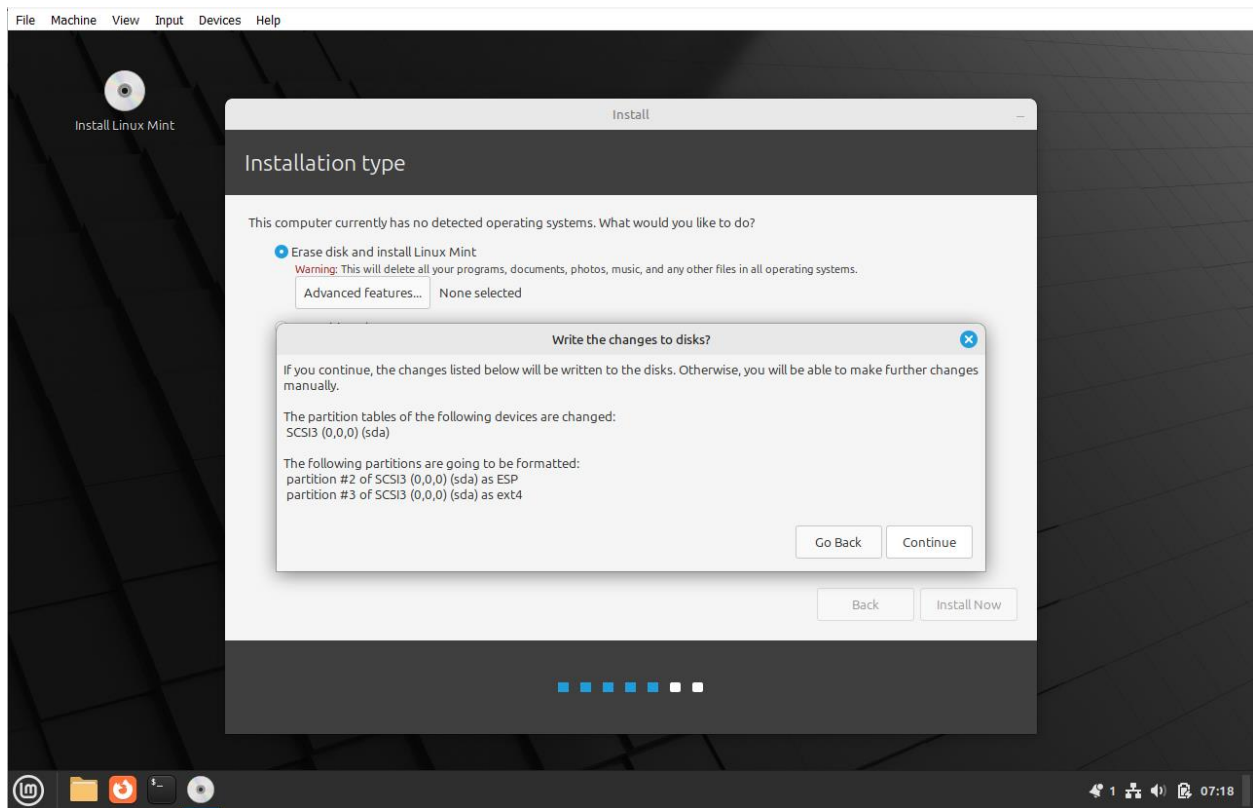 File Machine View Input Devices Help
Install Linux Mint
Install
Installation type
This computer currently has no detected operating systems. What would you like to do?
Erase disk and install Linux Mint
Warning: This will delete all your programs, documents, photos, music, and any other files in all operating systems.
Advanced features... None selected
Write the changes to disks?
If you continue, the changes listed below will be written to the disks. Otherwise, you will be able to make further changes
manually.
The partition tables of the following devices are changed:
SCSI3 (0,0,0) (sda)
The following partitions are going to be formatted:
partition #2 of SCSI3 (0,0,0) (sda) as ESP
partition #3 of SCSI3 (0,0,0) (sda) as ext4
Go Back Continue
Back Install Now
1 07:18